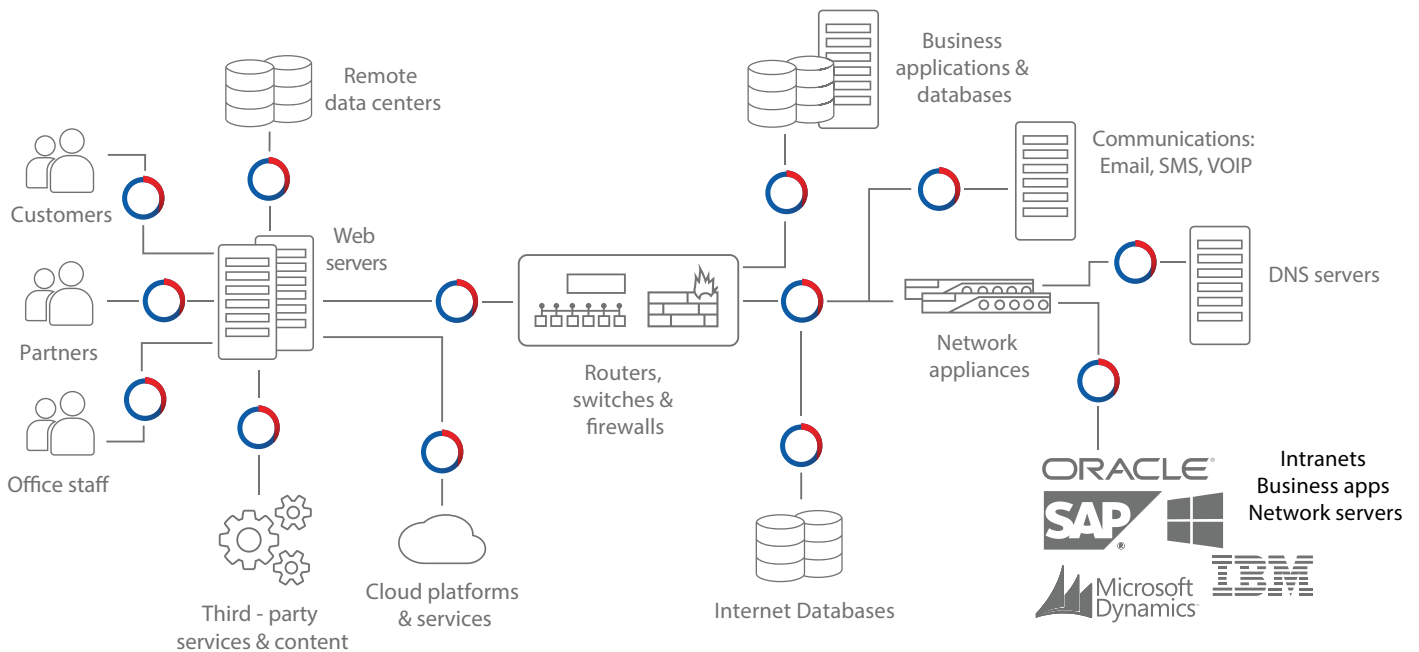 Remote
data centers
Business
applications &
databases
Communications:
Email, SMS, VOIP
Customers
Web
servers
DNS servers
Partners
Network
appliances
Routers,
switches &
firewalls
Office staff
ORACLE
Intranets
Business apps
Network servers
SAP
®
IBM
Microsoft
Dynamics
Cloud platforms
& services
Internet Databases
Third - party
services & content